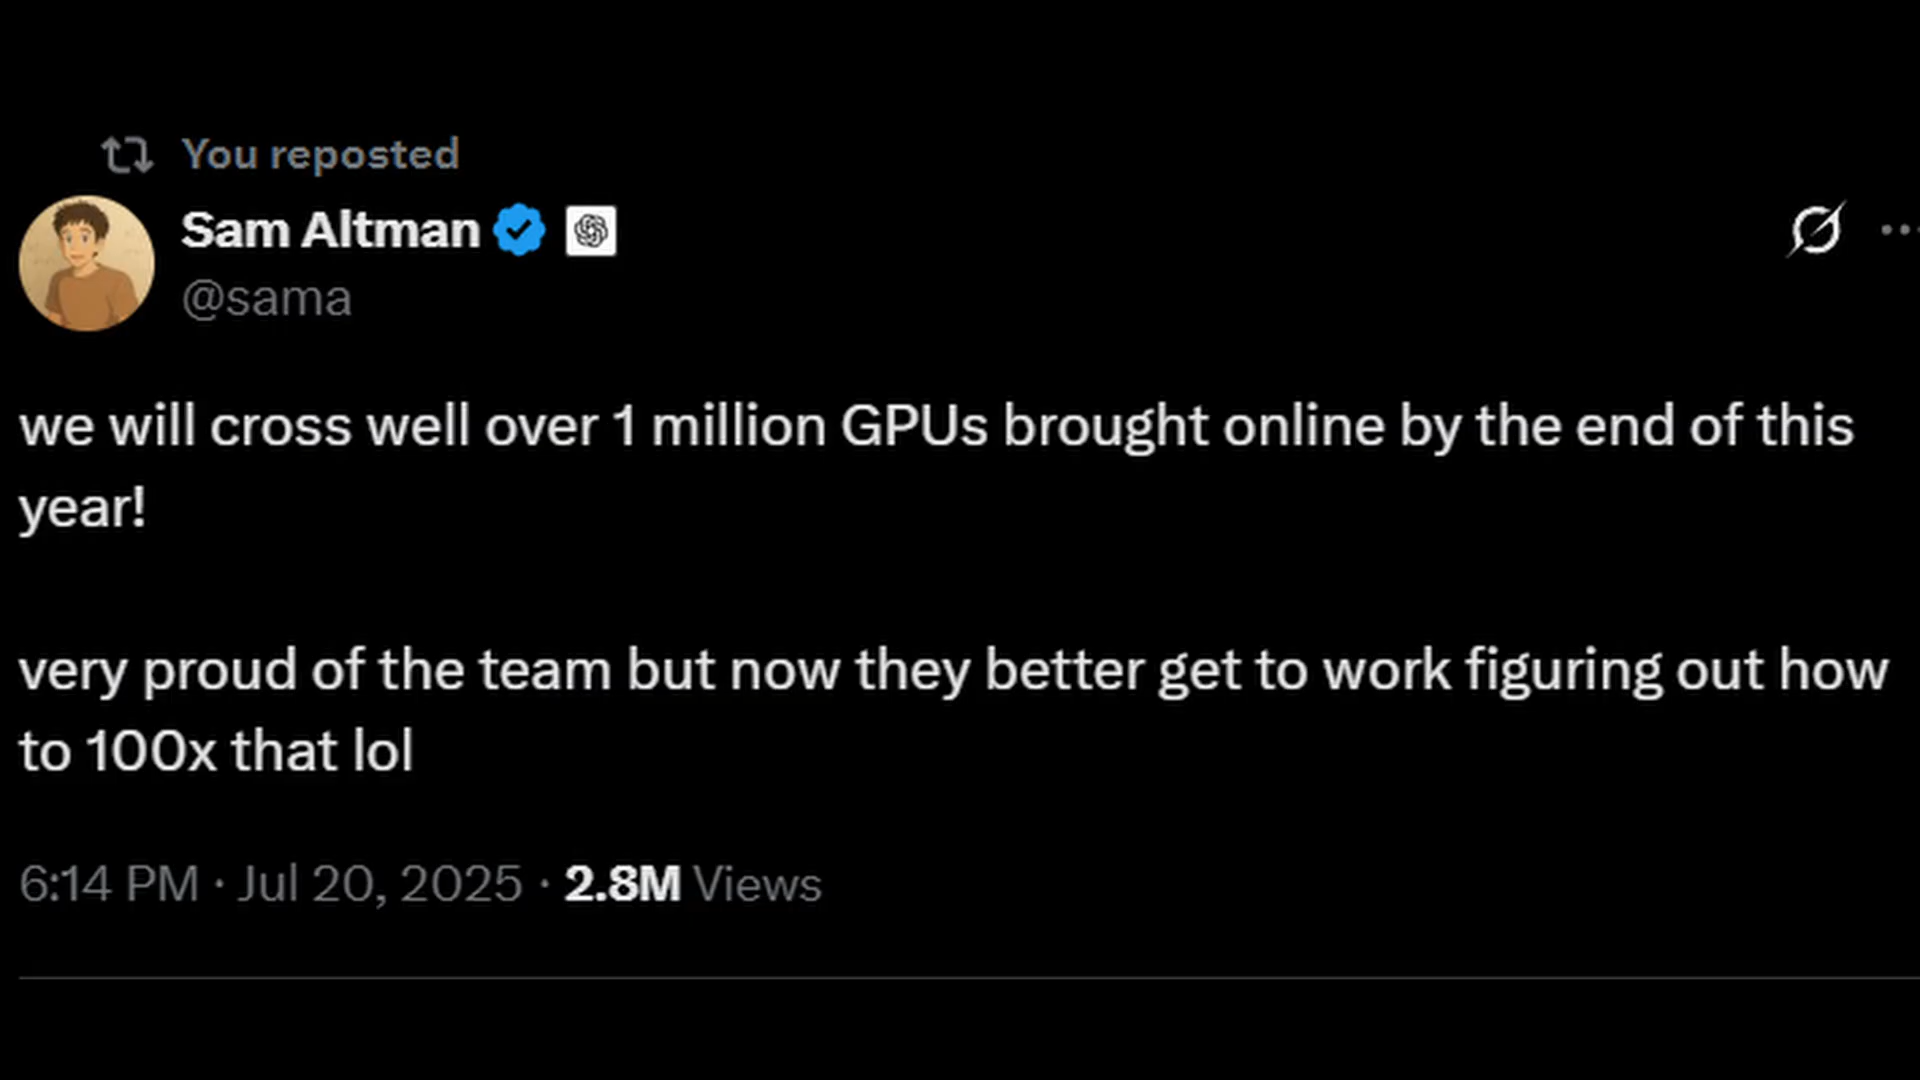 You reposted
Sam Altman
@sama
we will cross well over 1 million GPUs brought online by the end of this
year!
very proud of the team but now they better get to work figuring out how
to 100x that lol
6:14 PM · Jul 20, 2025 · 2.8M Views